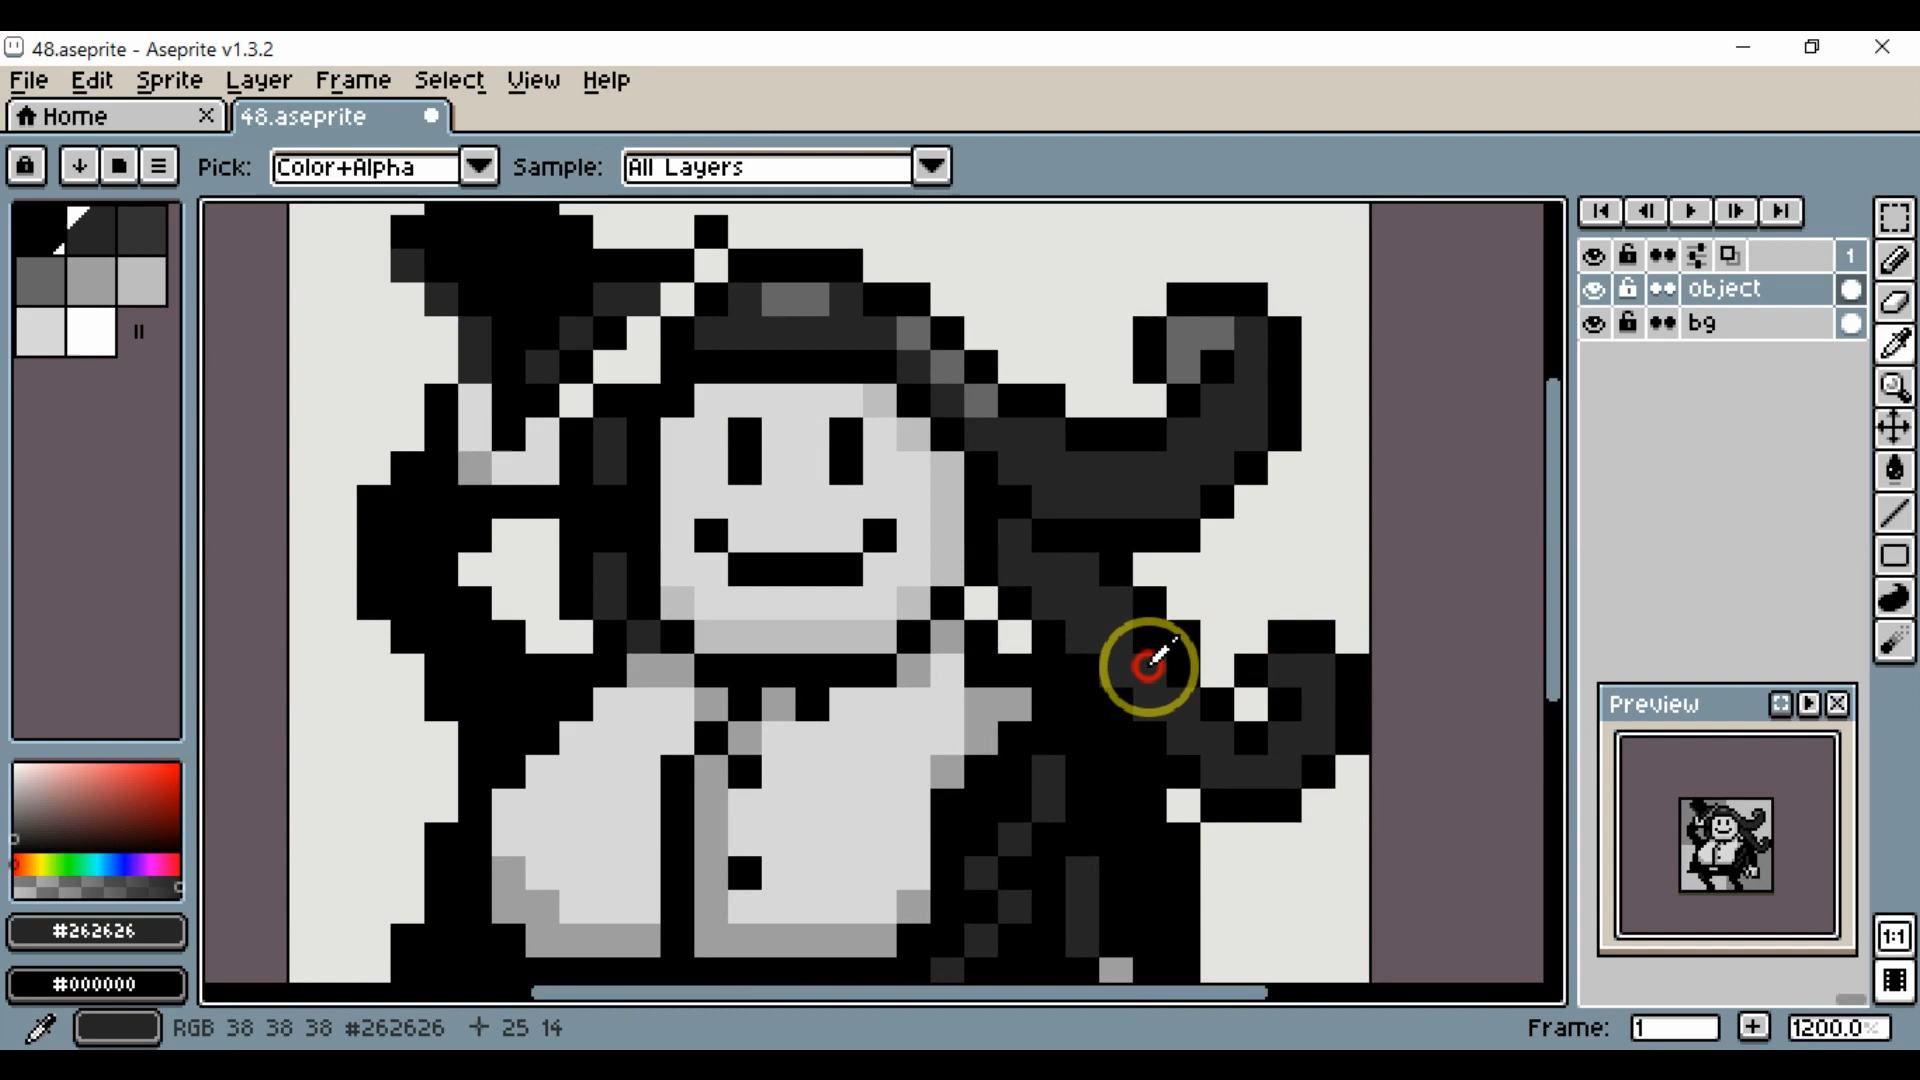 48.aseprite - Aseprite v1.3.2
File Edit Sprite Layer Frame Select View Help
Home 48.aseprite
Pick: Color+Alpha Sample: All Layers
1
object
bg
Preview
#262626
1:1
#000000
RGB 38 38 38 #262626 25 14 Frame: 1 1200.0%